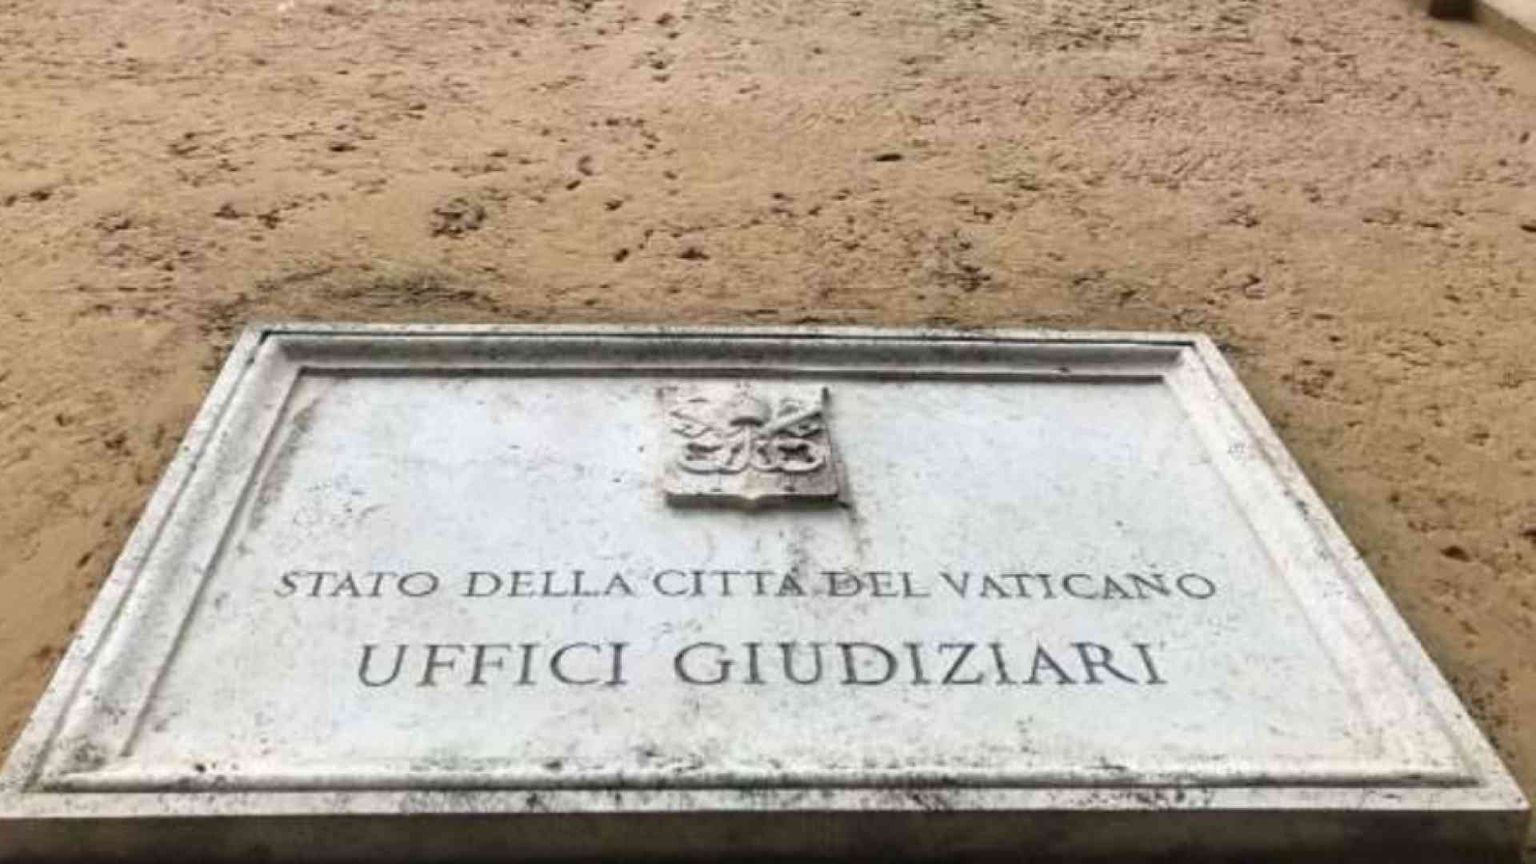 STATO DELLA CITTÀ DEL VATICANO
UFFICI GIUDIZIARI